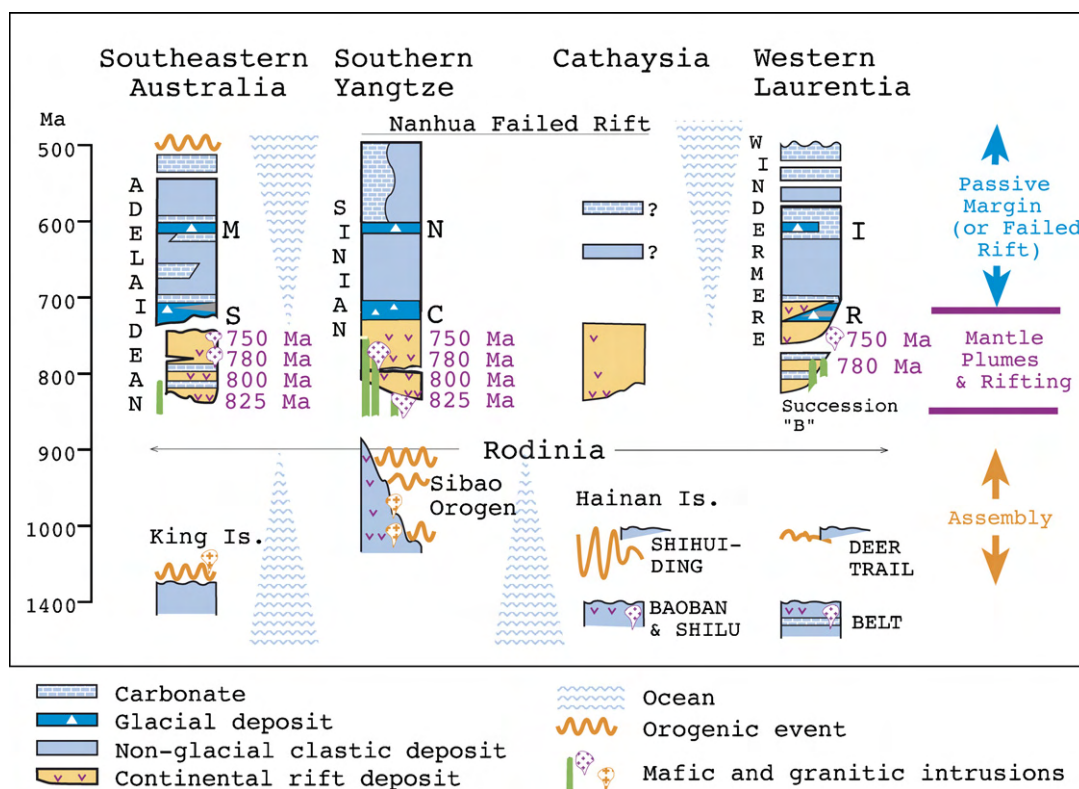 Southeastern
Australia
Southern
Yangtze
Cathaysia
Western
Laurentia
Ma
Nanhua Failed Rift
500
600
700
800
900
1000
1400
ADELAIDEAN
SINIAN
WINDERMERE
M
S
N
C
I
R
750 Ma
780 Ma
800 Ma
825 Ma
750 Ma
780 Ma
800 Ma
825 Ma
?
?
750 Ma
780 Ma
Succession
"B"
Passive
Margin
(or Failed
Rift)
Mantle
Plumes
& Rifting
Assembly
Rodinia
Sibao
Orogen
King Is.
Hainan Is.
SHIHUI-
DING
DEER
TRAIL
BAOBAN
& SHILU
BELT
Carbonate
Glacial deposit
Non-glacial clastic deposit
Continental rift deposit
Ocean
Orogenic event
Mafic and granitic intrusions